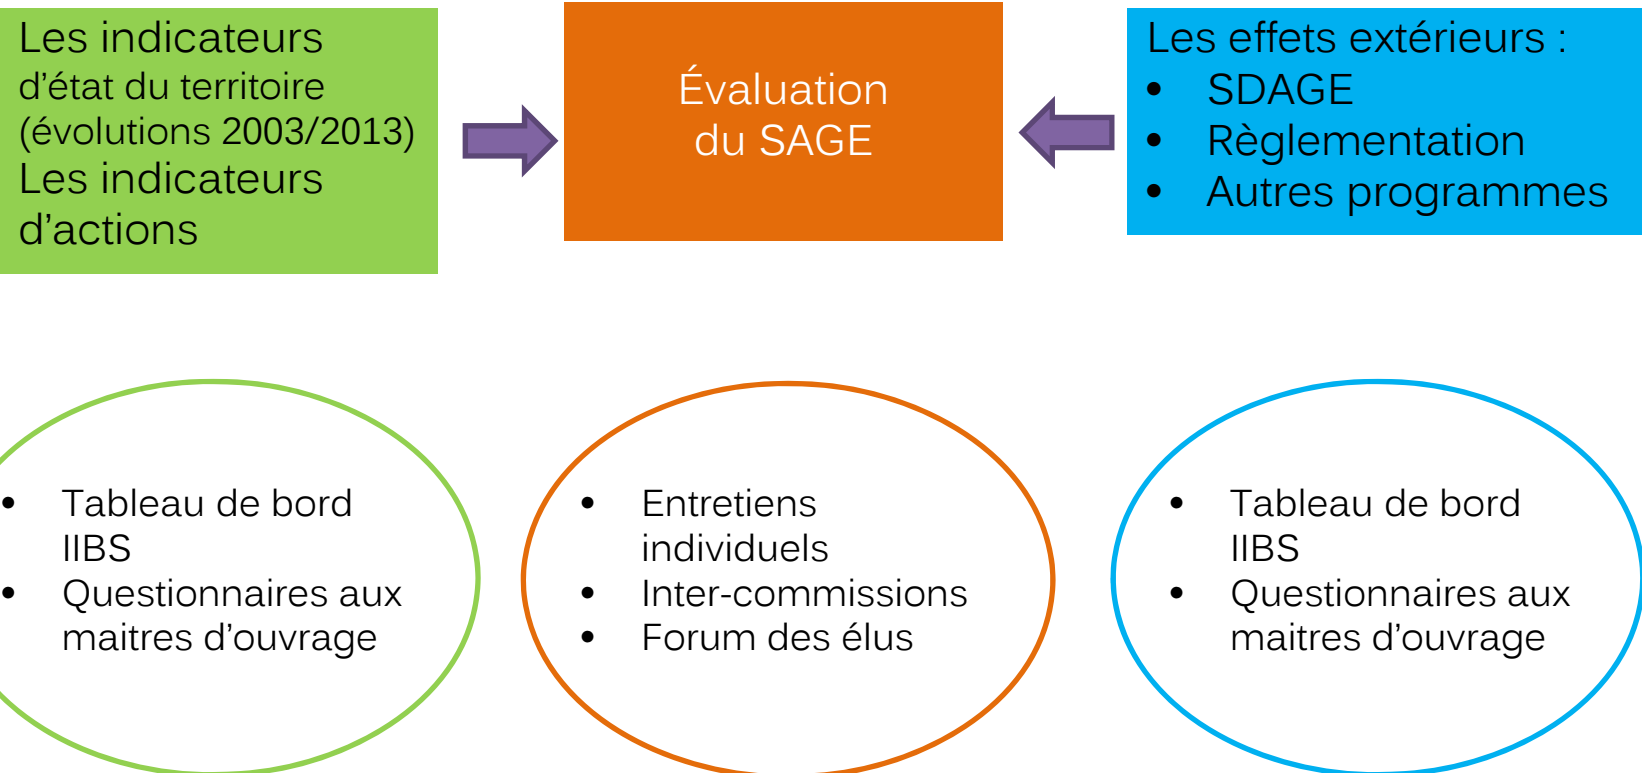 Les indicateurs
d'état du territoire
(évolutions 2003/2013)
Les indicateurs
d'actions
Évaluation
du SAGE
Les effets extérieurs :
• SDAGE
• Règlementation
• Autres programmes
• Tableau de bord
IIBS
• Questionnaires aux
maitres d'ouvrage
• Entretiens
individuels
• Inter-commissions
• Forum des élus
• Tableau de bord
IIBS
• Questionnaires aux
maitres d'ouvrage